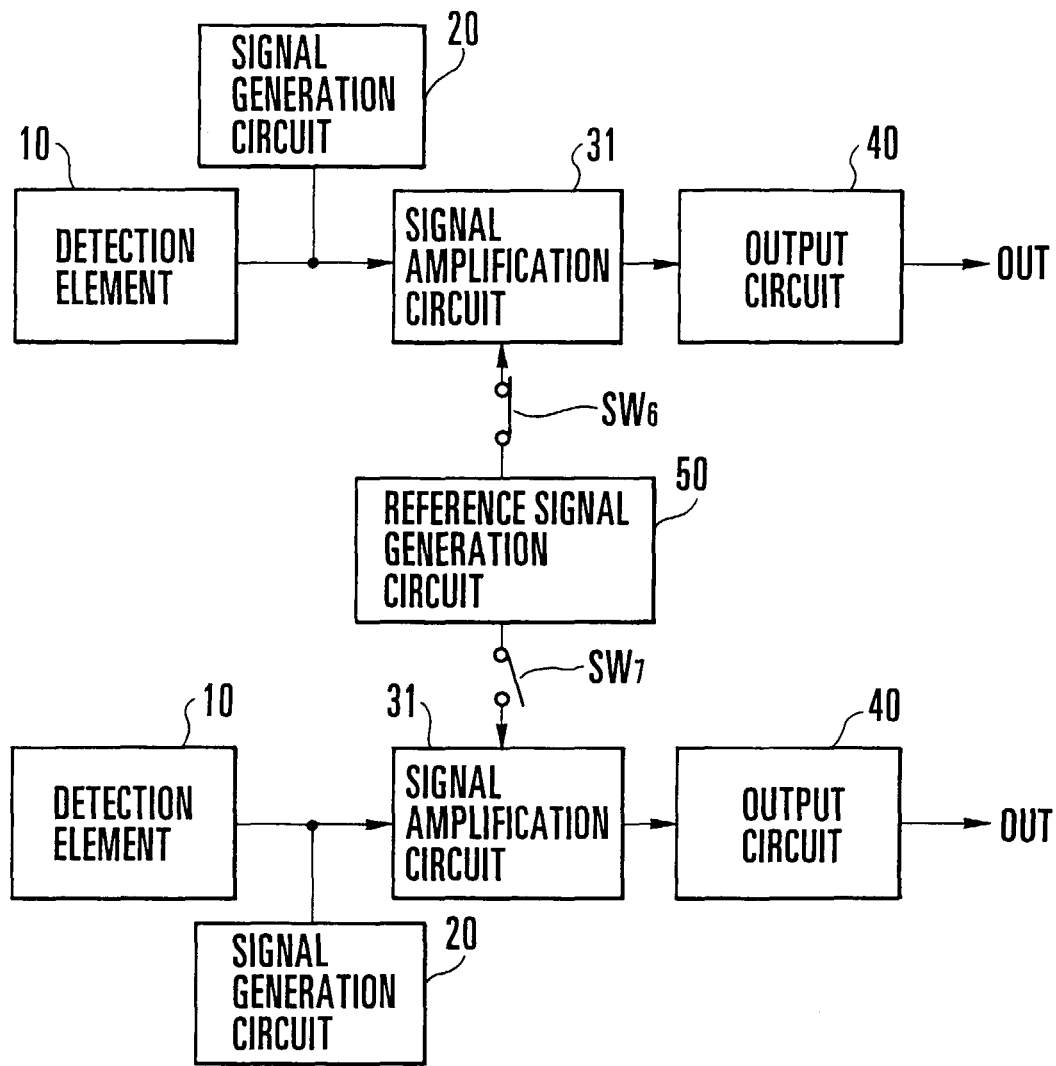 20
SIGNAL
GENERATION
CIRCUIT
10
31
40
DETECTION
ELEMENT
SIGNAL
AMPLIFICATION
CIRCUIT
OUTPUT
CIRCUIT
OUT
SW6
50
REFERENCE SIGNAL
GENERATION
CIRCUIT
SW7
10
31
40
DETECTION
ELEMENT
SIGNAL
AMPLIFICATION
CIRCUIT
OUTPUT
CIRCUIT
OUT
20
SIGNAL
GENERATION
CIRCUIT